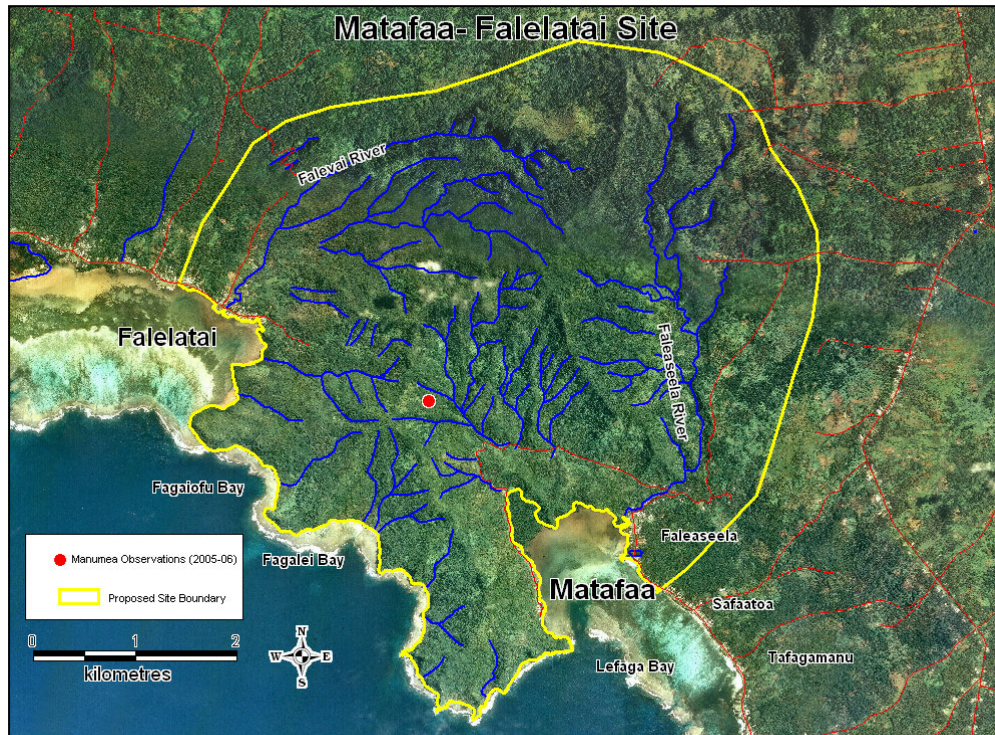 Matafaa- Falelatai Site
Falevai River
Falelatai
Faleaseela River
Fagaiofu Bay
Fagalei Bay
Faleaseela
Matafaa
Safaatoa
Tafagamanu
Lefaga Bay
Manumea Observations (2005-06)
Proposed Site Boundary
0 1 2
kilometres
N
W E
S